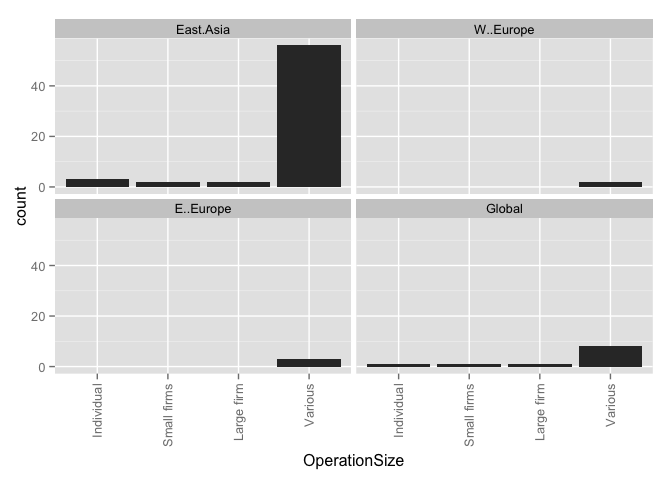 East.Asia
W..Europe
40
20
0
E..Europe
Global
40
20
0
count
Individual
Small firms
Large firm
Various
Individual
Small firms
Large firm
Various
OperationSize